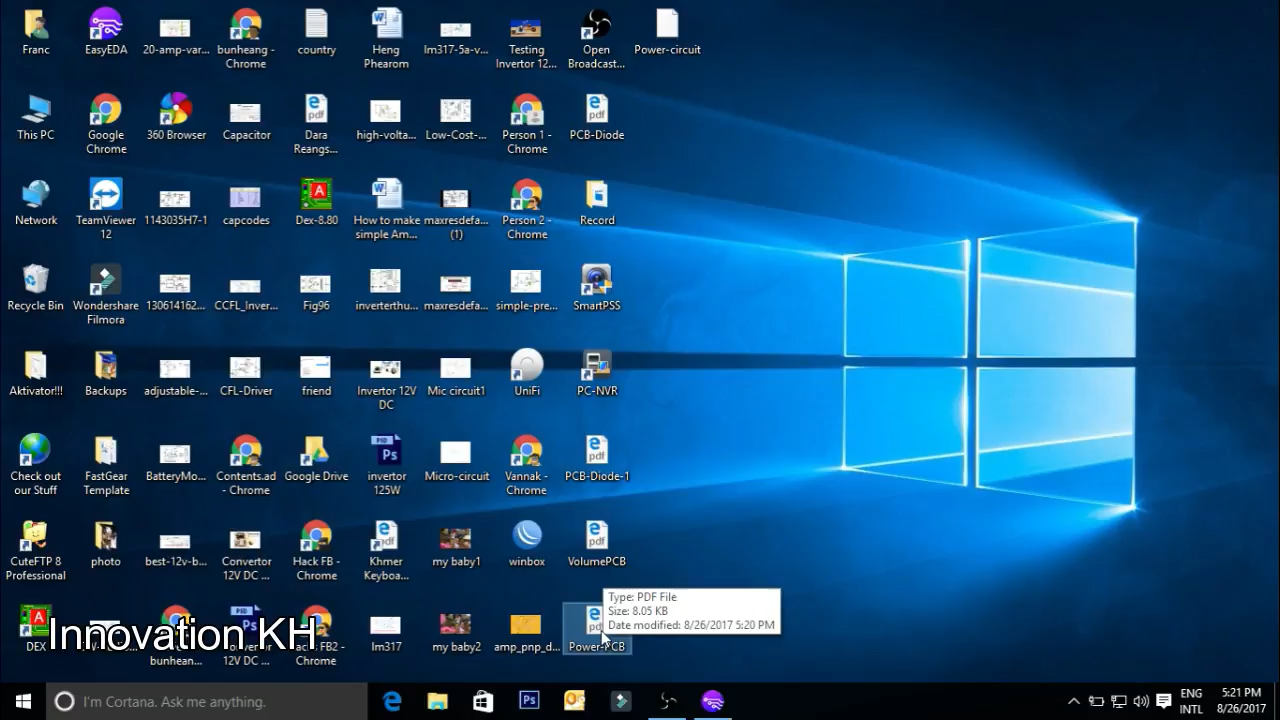 Franc
EasyEDA
20-amp-var...
bunheang -
Chrome
country
Heng
Phearom
lm317-5a-v...
Testing
Invertor 12...
Open
Broadcast...
Power-circuit
This PC
Google
Chrome
360 Browser
Capacitor
Dara
Reangs...
high-volta...
Low-Cost-...
Person 1 -
Chrome
PCB-Diode
Network
TeamViewer
12
1143035H7-1
capcodes
Dex-8.80
How to make
simple Am...
maxresdefa...
(1)
Person 2 -
Chrome
Record
Recycle Bin
Wondershare
Filmora
130614162...
CCFL_Inver...
Fig96
inverterthu...
maxresdefa...
simple-pre...
SmartPSS
Aktivator!!!
Backups
adjustable-...
CFL-Driver
friend
Invertor 12V
DC
Mic circuit1
UniFi
PC-NVR
Check out
our Stuff
FastGear
Template
BatteryMo...
Contents.ad
- Chrome
Google Drive
invertor
125W
Micro-circuit
Vannak -
Chrome
PCB-Diode-1
CuteFTP 8
Professional
photo
best-12v-b...
Convertor
12V DC ...
Hack FB -
Chrome
Khmer
Keyboa...
my baby1
winbox
VolumePCB
Type: PDF File
Size: 8.05 KB
Date modified: 8/26/2017 5:20 PM
DEX
bunhean...
12V DC ...
FB2 -
Chrome
lm317
my baby2
amp_pnp_d...
Power-PCB
Innovation KH
I'm Cortana. Ask me anything.
ENG
INTL
5:21 PM
8/26/2017